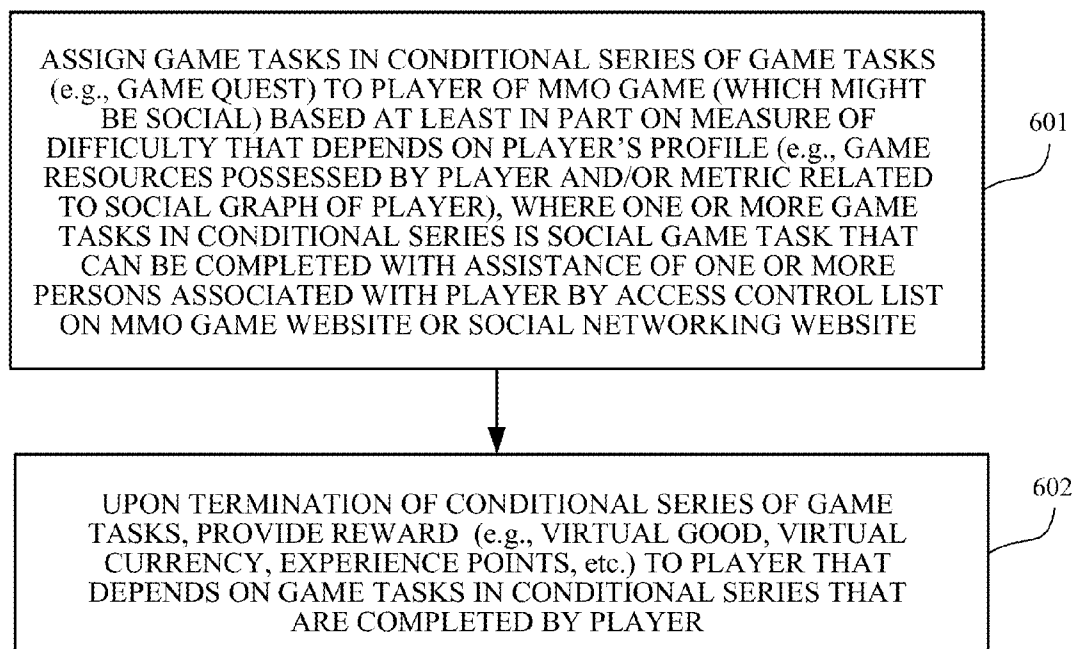 ASSIGN GAME TASKS IN CONDITIONAL SERIES OF GAME TASKS
(e.g., GAME QUEST) TO PLAYER OF MMO GAME (WHICH MIGHT
BE SOCIAL) BASED AT LEAST IN PART ON MEASURE OF
DIFFICULTY THAT DEPENDS ON PLAYER'S PROFILE (e.g., GAME
RESOURCES POSSESSED BY PLAYER AND/OR METRIC RELATED
TO SOCIAL GRAPH OF PLAYER), WHERE ONE OR MORE GAME
TASKS IN CONDITIONAL SERIES IS SOCIAL GAME TASK THAT
CAN BE COMPLETED WITH ASSISTANCE OF ONE OR MORE
PERSONS ASSOCIATED WITH PLAYER BY ACCESS CONTROL LIST
ON MMO GAME WEBSITE OR SOCIAL NETWORKING WEBSITE
601
UPON TERMINATION OF CONDITIONAL SERIES OF GAME
TASKS, PROVIDE REWARD (e.g., VIRTUAL GOOD, VIRTUAL
CURRENCY, EXPERIENCE POINTS, etc.) TO PLAYER THAT
DEPENDS ON GAME TASKS IN CONDITIONAL SERIES THAT
ARE COMPLETED BY PLAYER
602